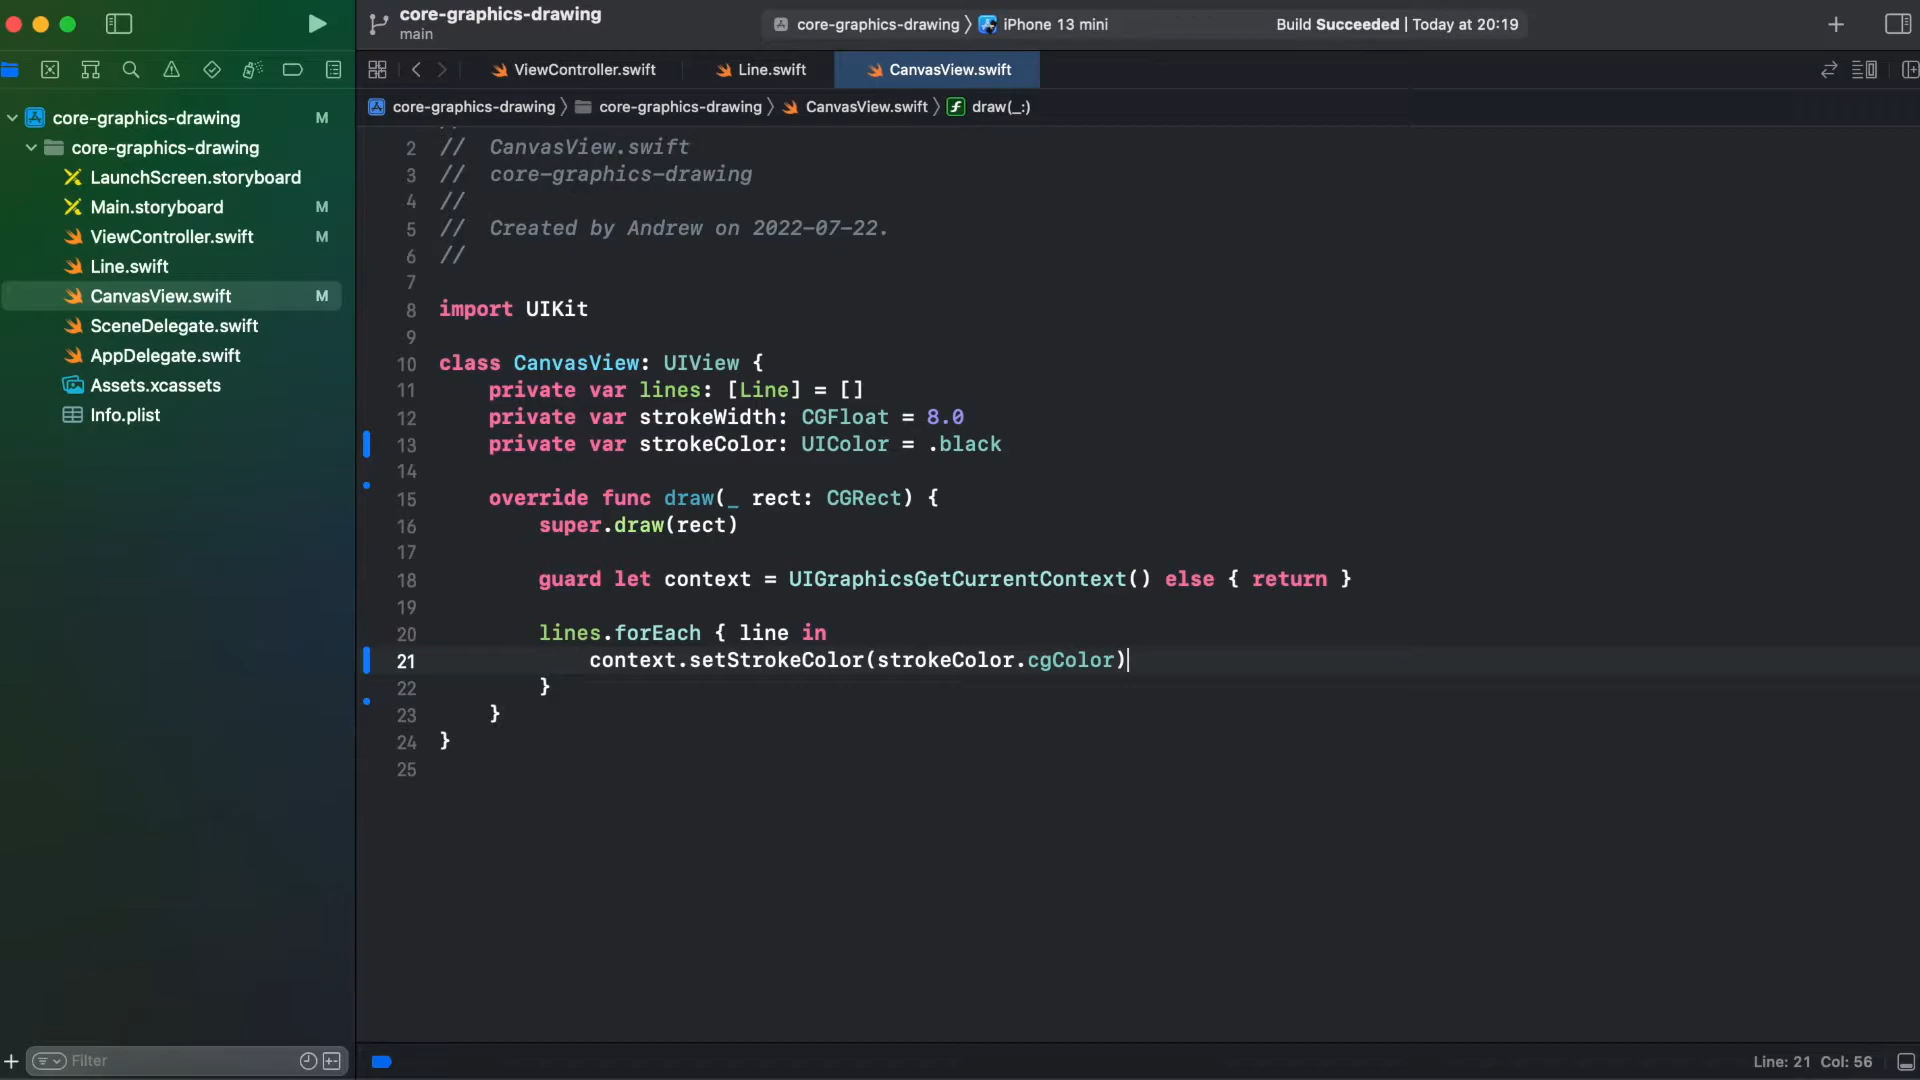 core-graphics-drawing
main
core-graphics-drawing 〉 iPhone 13 mini
Build Succeeded | Today at 20:19
ViewController.swift
Line.swift
CanvasView.swift
core-graphics-drawing 〉 core-graphics-drawing 〉 CanvasView.swift 〉 draw(_:)
core-graphics-drawing M
core-graphics-drawing
LaunchScreen.storyboard
Main.storyboard M
ViewController.swift M
Line.swift
CanvasView.swift M
SceneDelegate.swift
AppDelegate.swift
Assets.xcassets
Info.plist
2 //  CanvasView.swift
3 //  core-graphics-drawing
4 //
5 //  Created by Andrew on 2022-07-22.
6 //
7
8 import UIKit
9
10 class CanvasView: UIView {
11     private var lines: [Line] = []
12     private var strokeWidth: CGFloat = 8.0
13     private var strokeColor: UIColor = .black
14
15     override func draw(_ rect: CGRect) {
16         super.draw(rect)
17
18         guard let context = UIGraphicsGetCurrentContext() else { return }
19
20         lines.forEach { line in
21             context.setStrokeColor(strokeColor.cgColor)
22         }
23     }
24 }
25
Filter
Line: 21 Col: 56